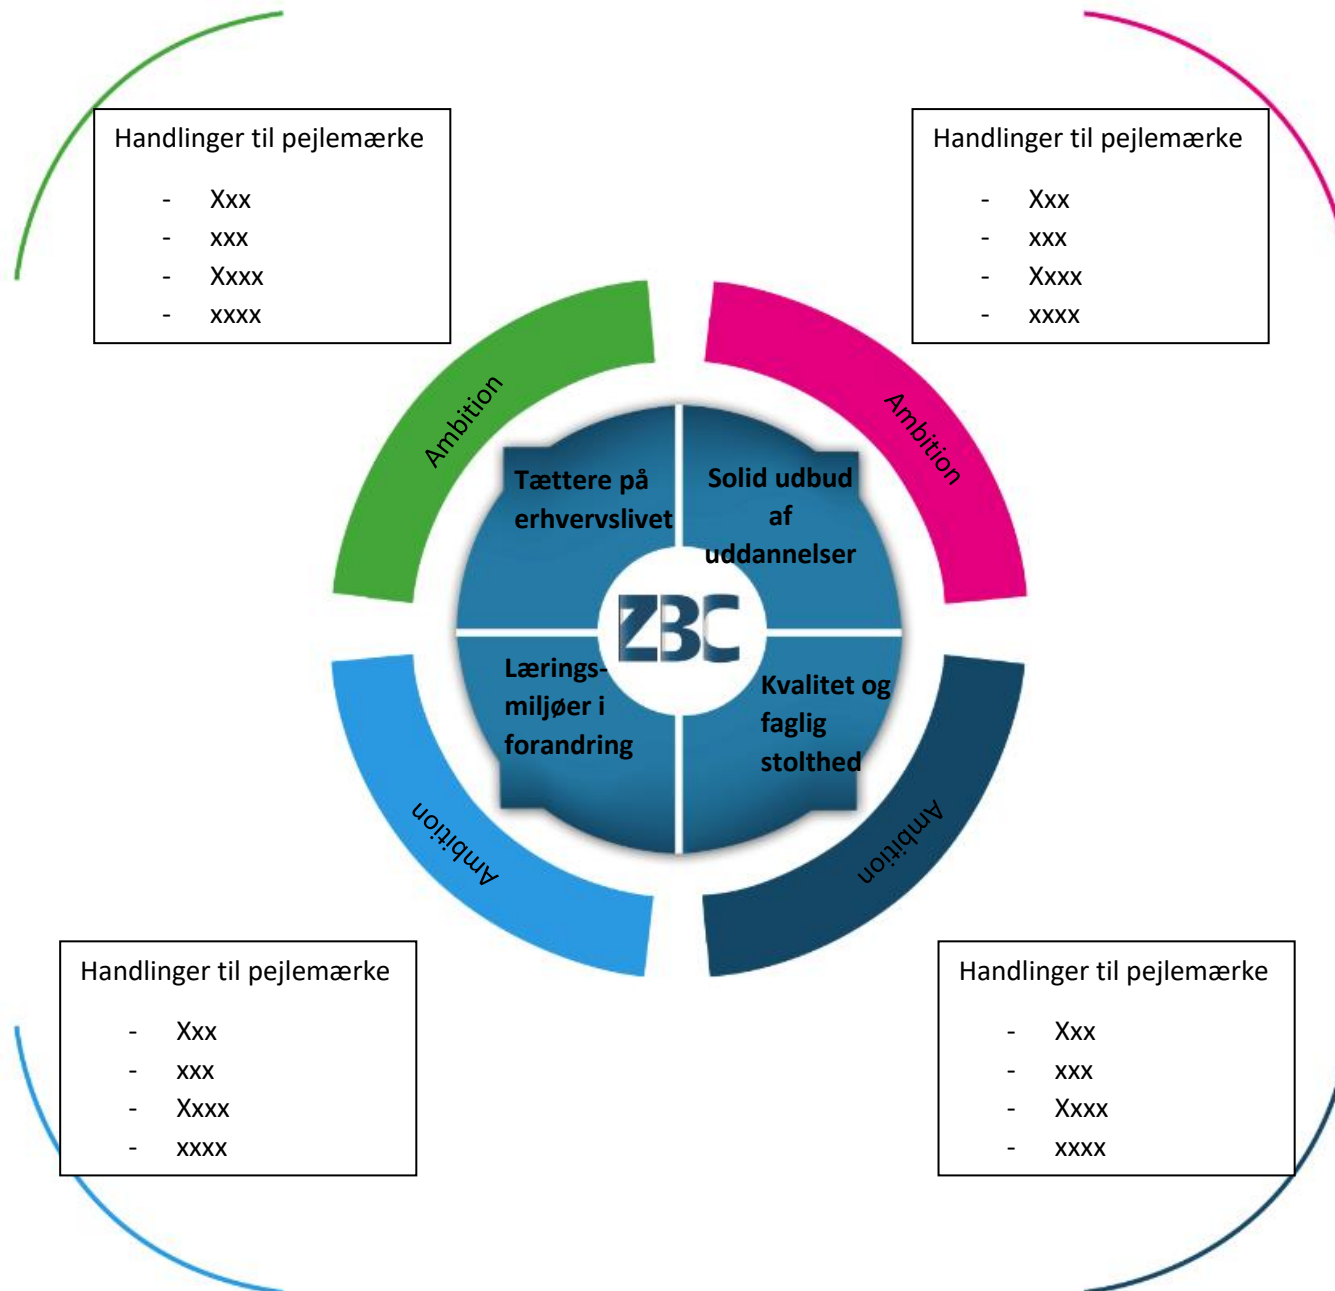 Handlinger til pejlemærke
- Xxx
- xxx
- Xxxx
- xxxx
Handlinger til pejlemærke
- Xxx
- xxx
- Xxxx
- xxxx
Ambition
Ambition
Tættere på
erhvervslivet
Solid udbud
af
uddannelser
ZBC
Lærings-
miljøer i
forandring
Kvalitet og
faglig
stolthed
Ambition
Ambition
Handlinger til pejlemærke
- Xxx
- xxx
- Xxxx
- xxxx
Handlinger til pejlemærke
- Xxx
- xxx
- Xxxx
- xxxx